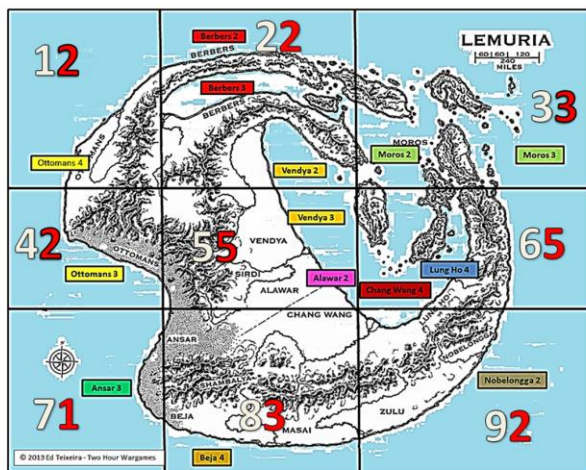 12
22
33
Berbers 2
BERBERS
LEMURIA
60 60 120
240
MILES
Berbers 3
BERBERS
BERBERS
OTTOMANS
Ottomans 4
MOROS
Moros 2
Moros 3
Vendya 2
42
55
65
Vendya 3
VENDYA
OTTOMANS
Ottomans 3
SIRDI
ALAWAR
Alawar 2
Lung Ho 4
Chang Wang 4
CHANG WANG
LUNG HO
ANSAR
NOBELONGGA
SHAMBALI
Ansar 3
Nobelongga 2
71
83
92
BEJA
MASAI
ZULU
Beja 4
© 2013 Ed Teixeira - Two Hour Wargames